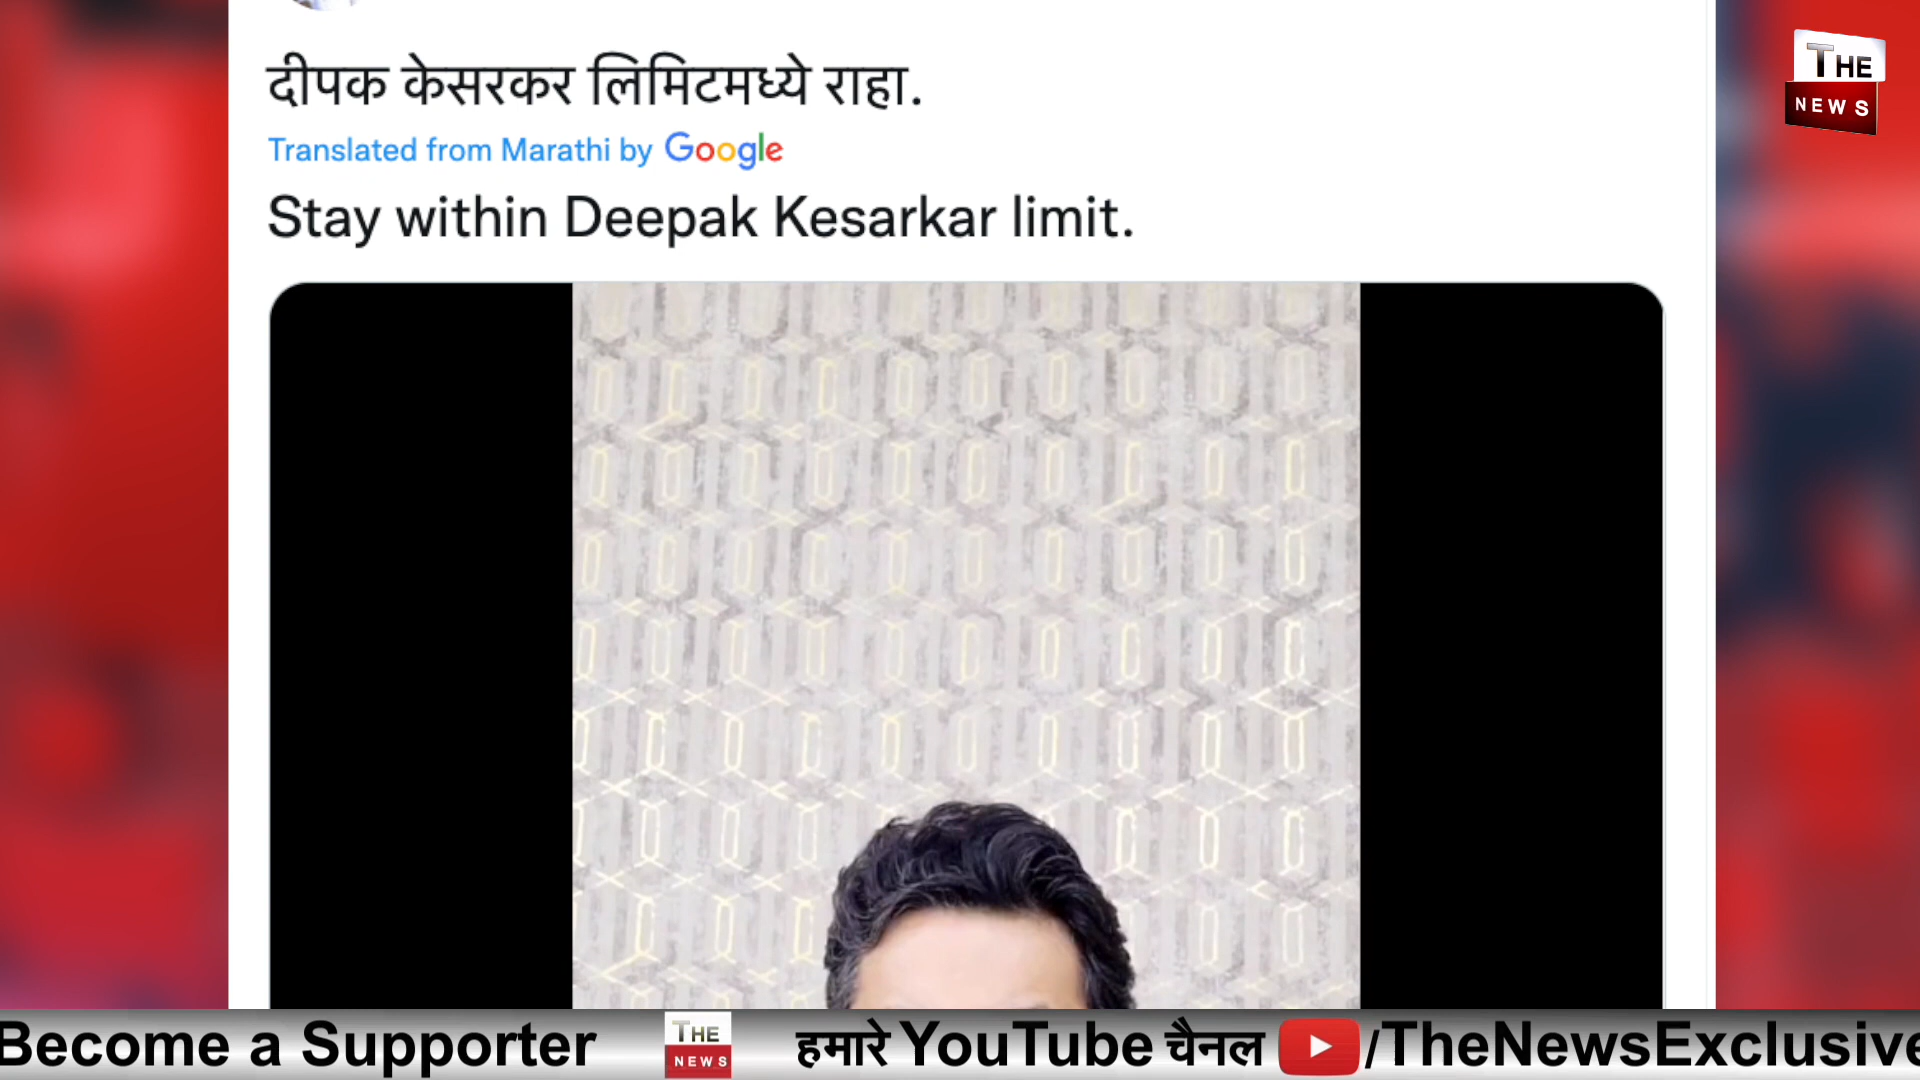 दीपक केसरकर लिमिटमध्ये राहा.
THE
NEWS
Translated from Marathi by Google
Stay within Deepak Kesarkar limit.
Become a Supporter THE NEWS हमारे YouTube चैनल /TheNewsExclusive